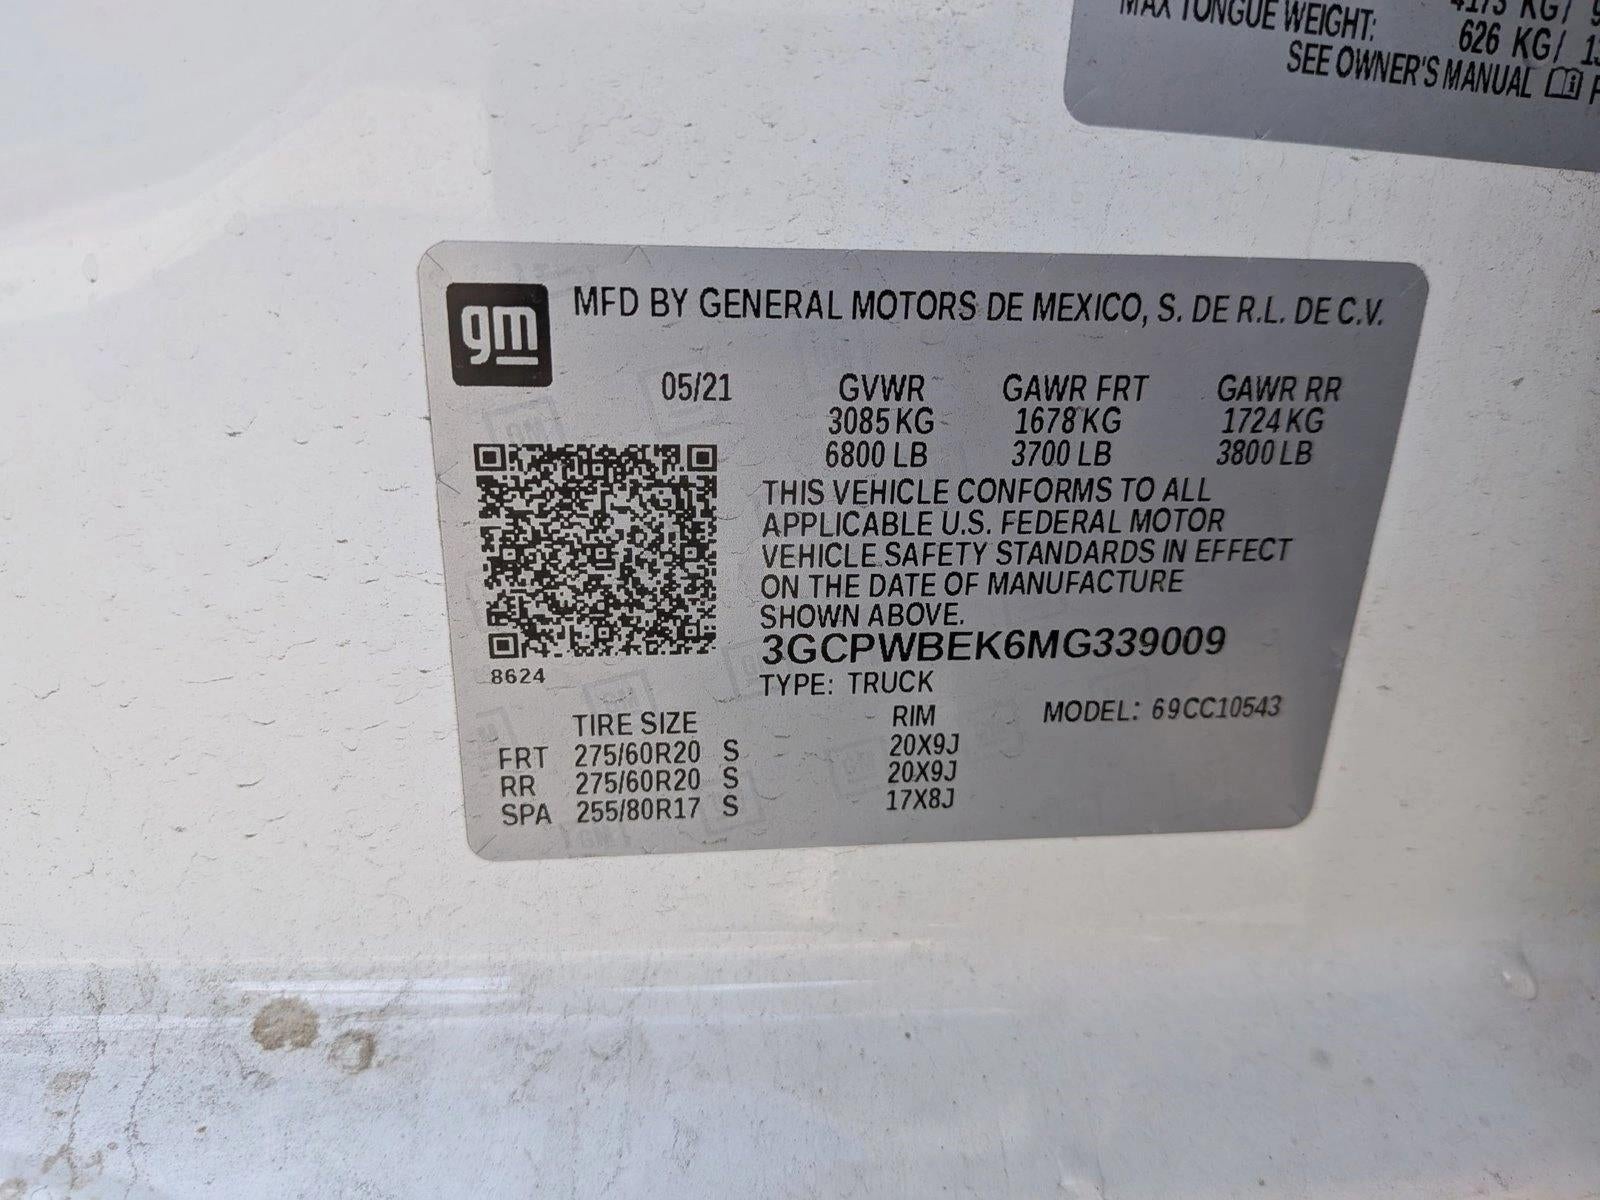 4173 KG/
MAX TONGUE WEIGHT: 626 KG/
SEE OWNER'S MANUAL
gm
MFD BY GENERAL MOTORS DE MEXICO, S. DE R.L. DE C.V.
05/21 GVWR GAWR FRT GAWR RR
3085 KG 1678 KG 1724 KG
6800 LB 3700 LB 3800 LB
THIS VEHICLE CONFORMS TO ALL
APPLICABLE U.S. FEDERAL MOTOR
VEHICLE SAFETY STANDARDS IN EFFECT
ON THE DATE OF MANUFACTURE
SHOWN ABOVE.
3GCPWBEK6MG339009
8624
TYPE: TRUCK
TIRE SIZE RIM MODEL: 69CC10543
FRT 275/60R20 S 20X9J
RR 275/60R20 S 20X9J
SPA 255/80R17 S 17X8J